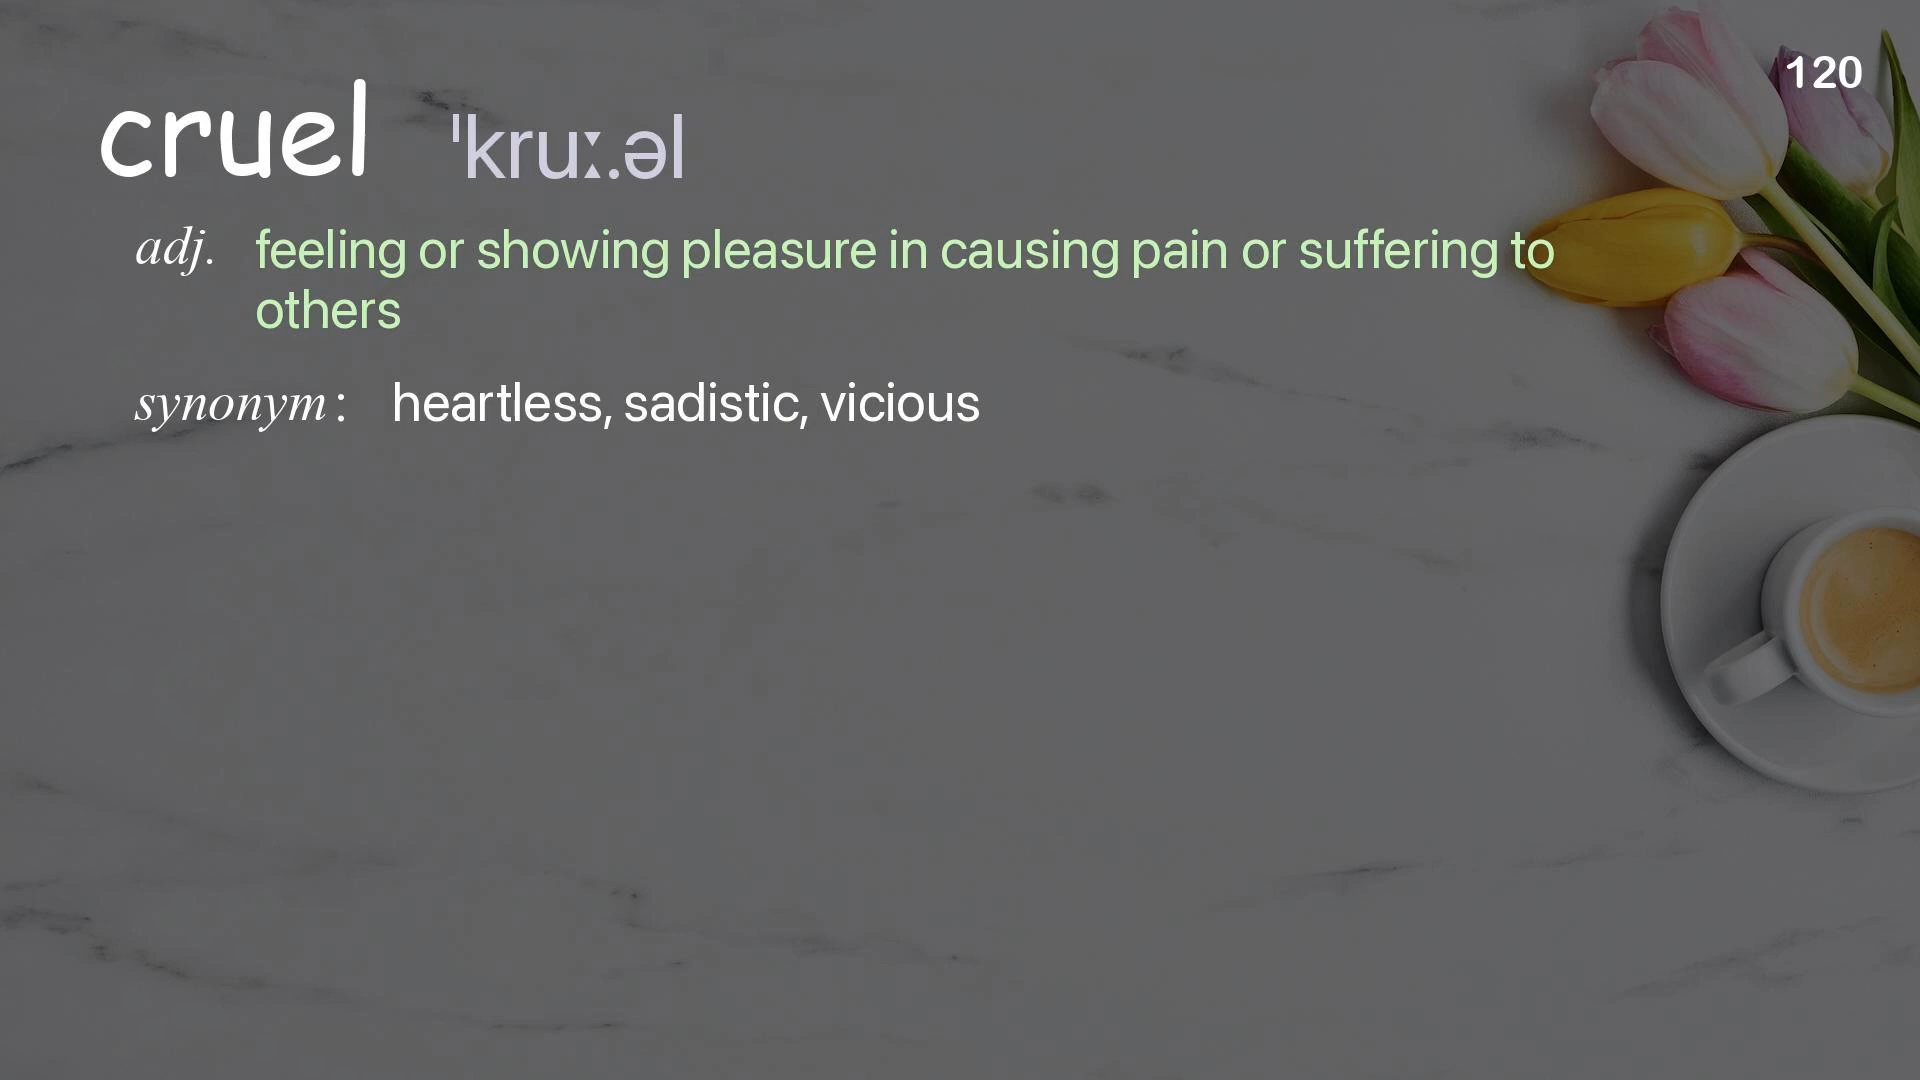 120
cruel ˈkruː.əl
adj. feeling or showing pleasure in causing pain or suffering to
others
synonym : heartless, sadistic, vicious